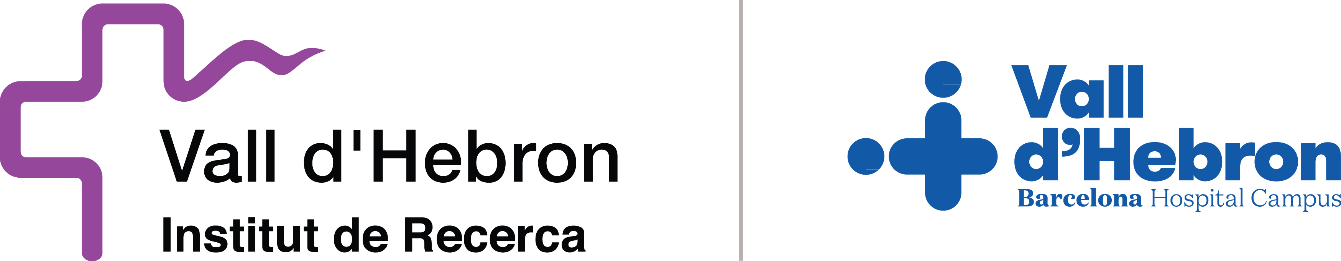 Vall d'Hebron
Institut de Recerca
Vall
d’Hebron
Barcelona Hospital Campus